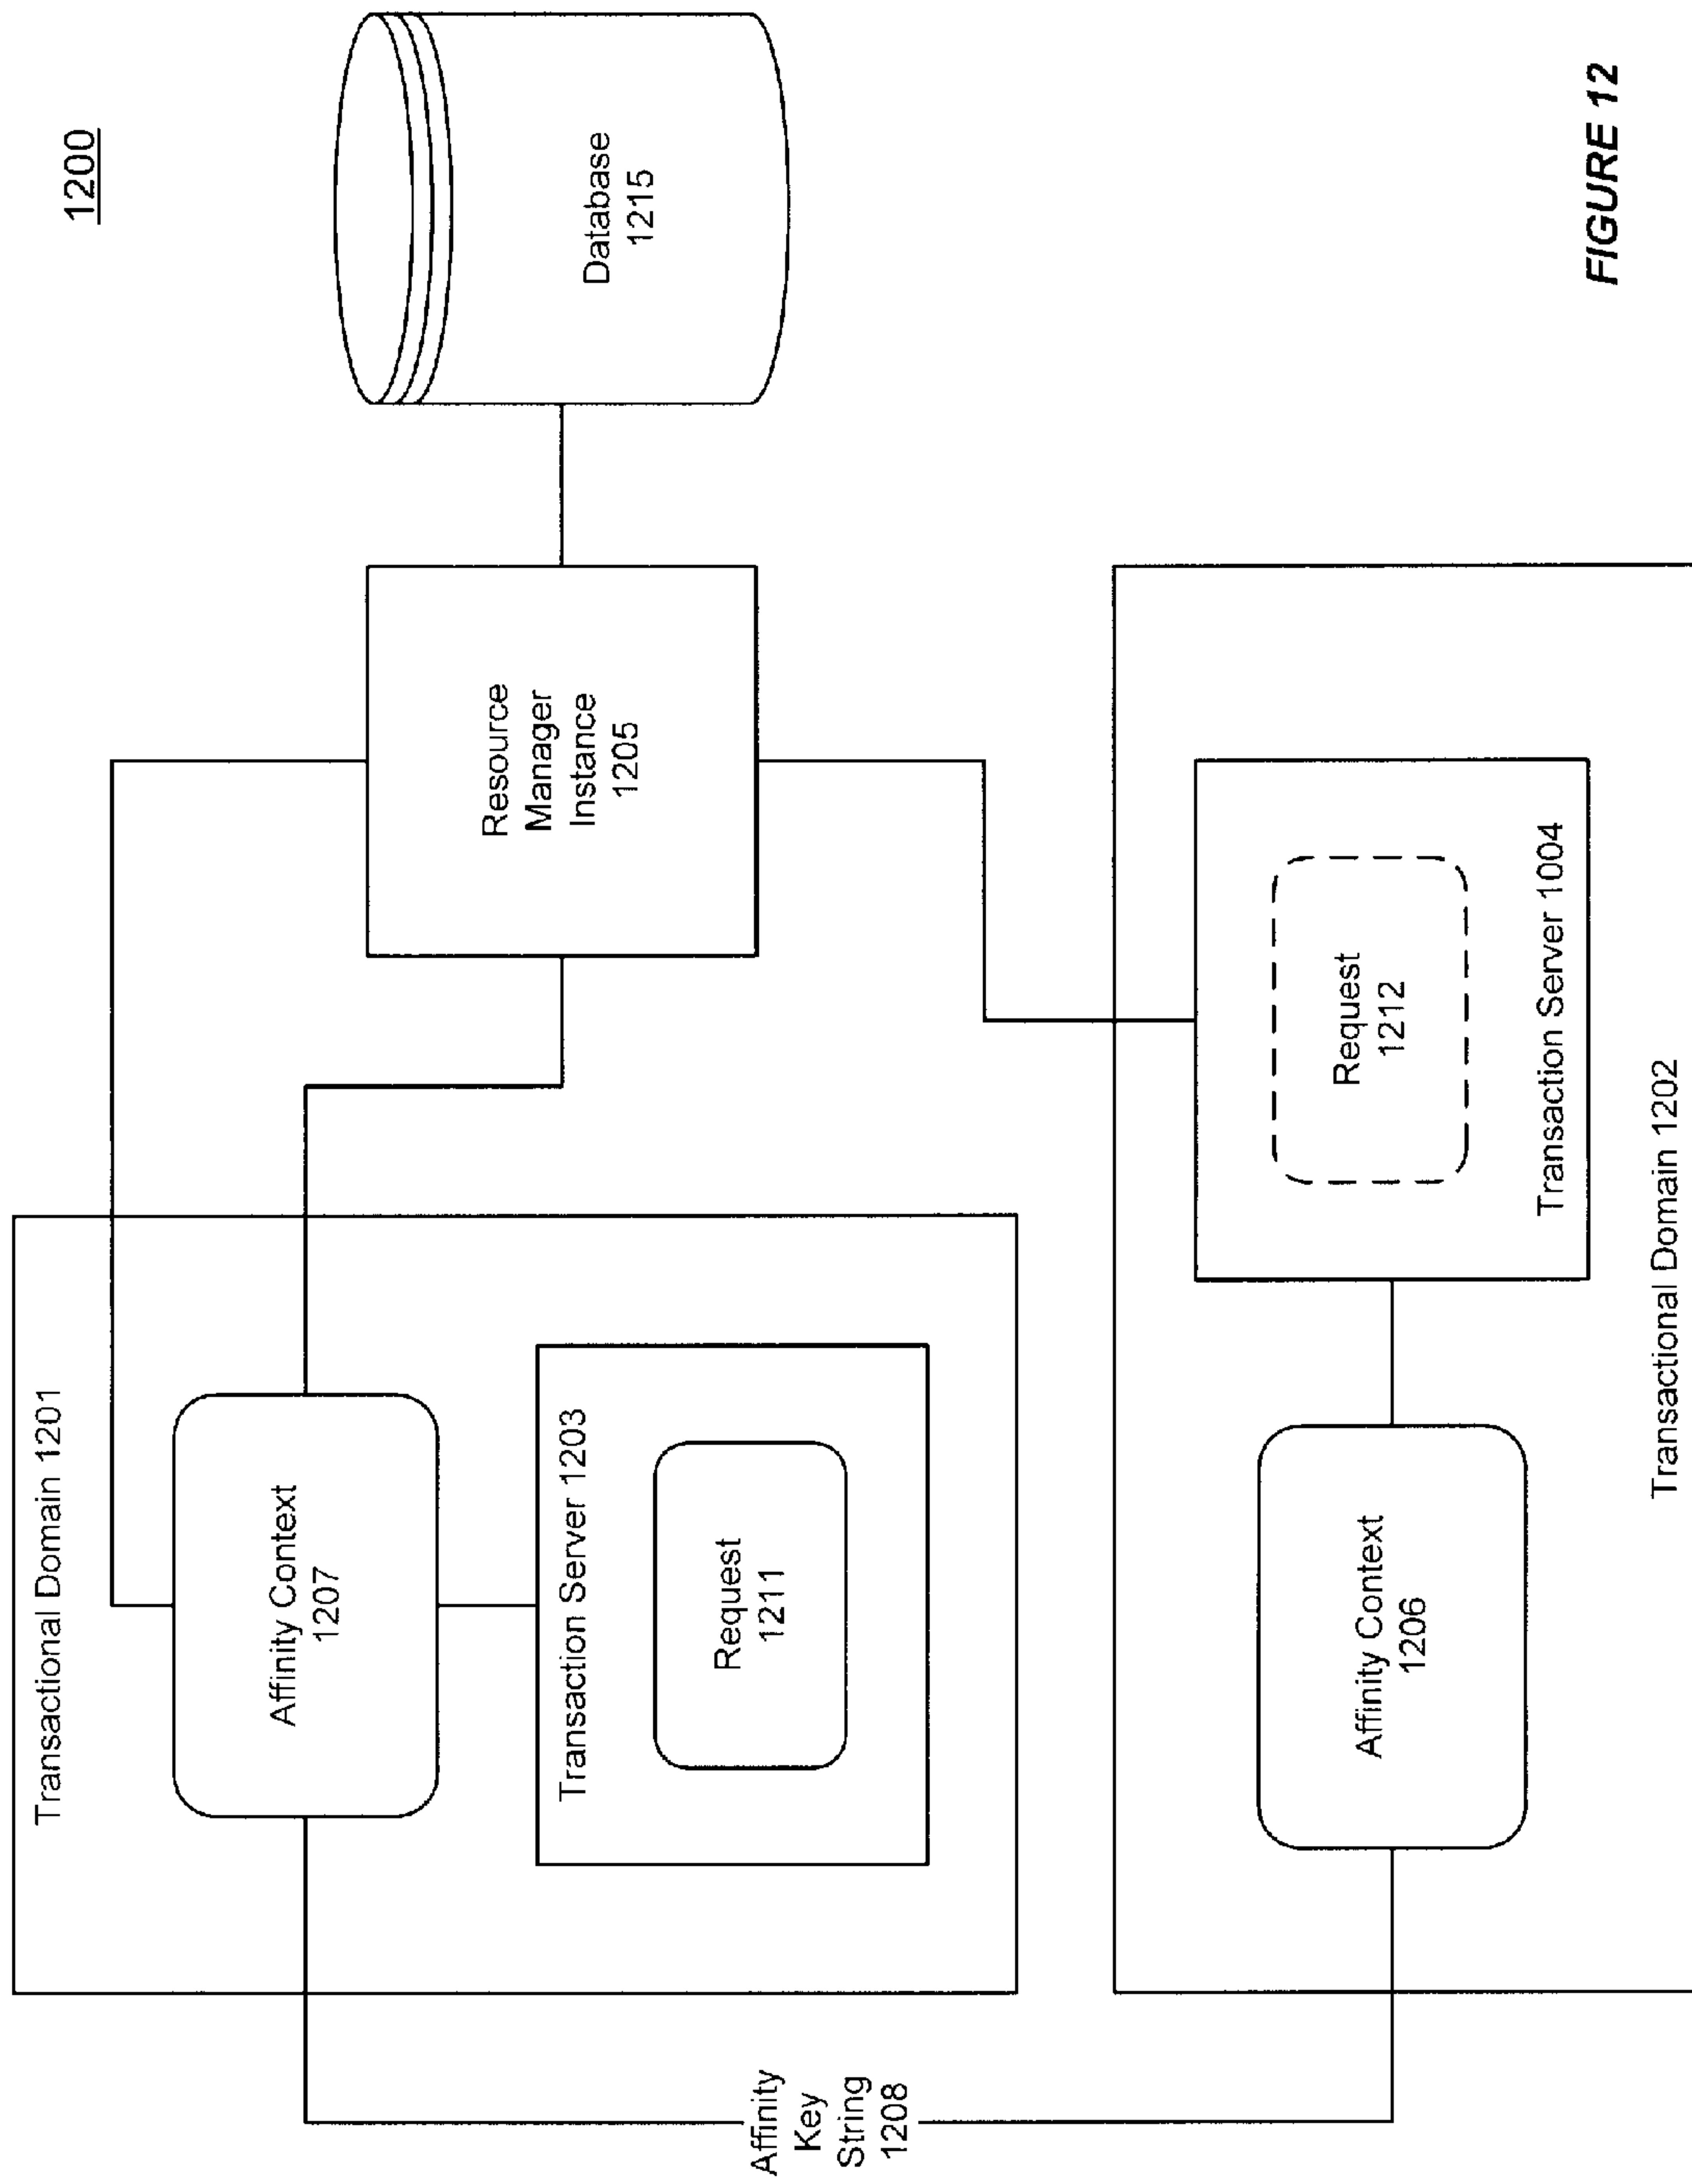 1200
Transactional Domain 1201
Affinity Context
1207
Transaction Server 1203
Request
1211
Resource
Manager
Instance
1205
Database
1215
Affinity
Key
String
1208
Affinity Context
1206
Request
1212
Transaction Server 1004
Transactional Domain 1202
FIGURE 12